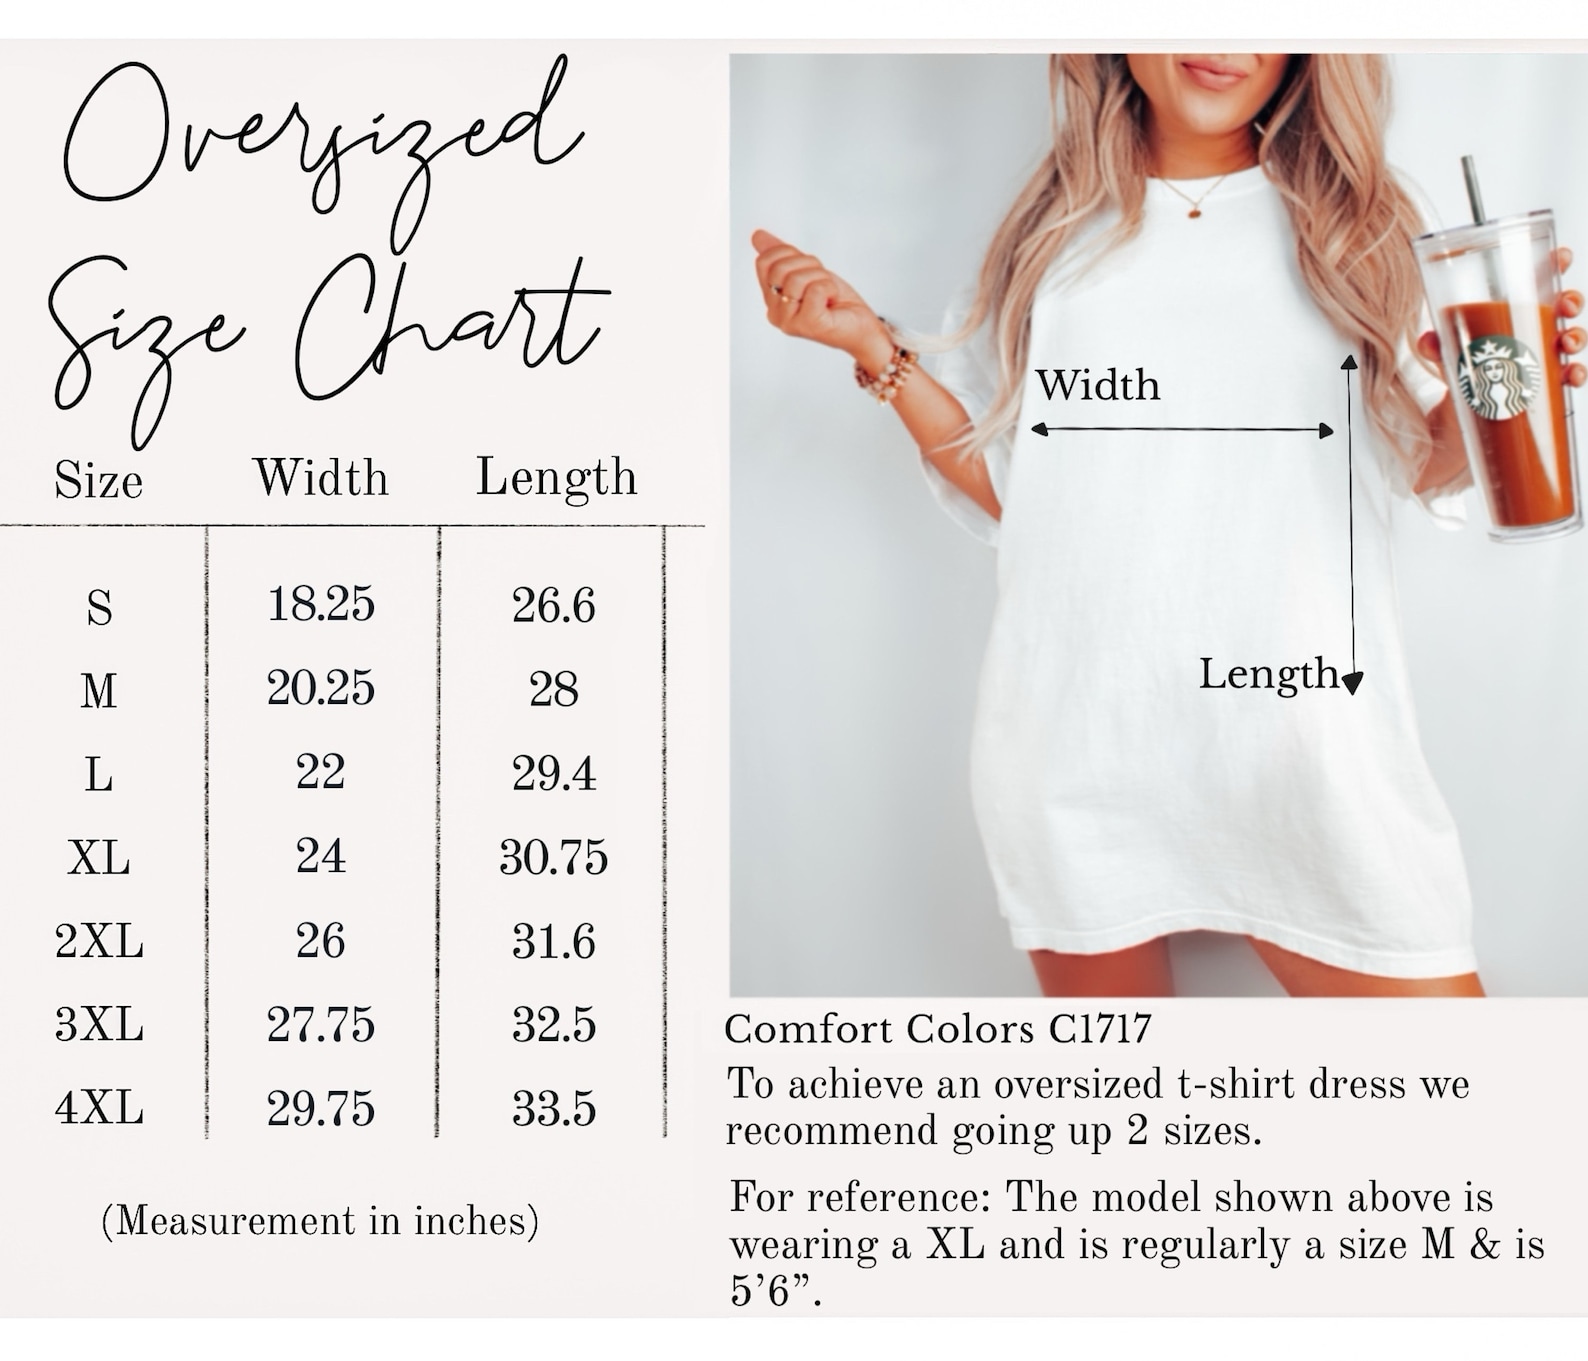 Oversized
Size Chart
Size Width Length
S 18.25 26.6
M 20.25 28
L 22 29.4
XL 24 30.75
2XL 26 31.6
3XL 27.75 32.5
4XL 29.75 33.5
(Measurement in inches)
Width
Length
Comfort Colors C1717
To achieve an oversized t-shirt dress we
recommend going up 2 sizes.
For reference: The model shown above is
wearing a XL and is regularly a size M & is
5’6”.